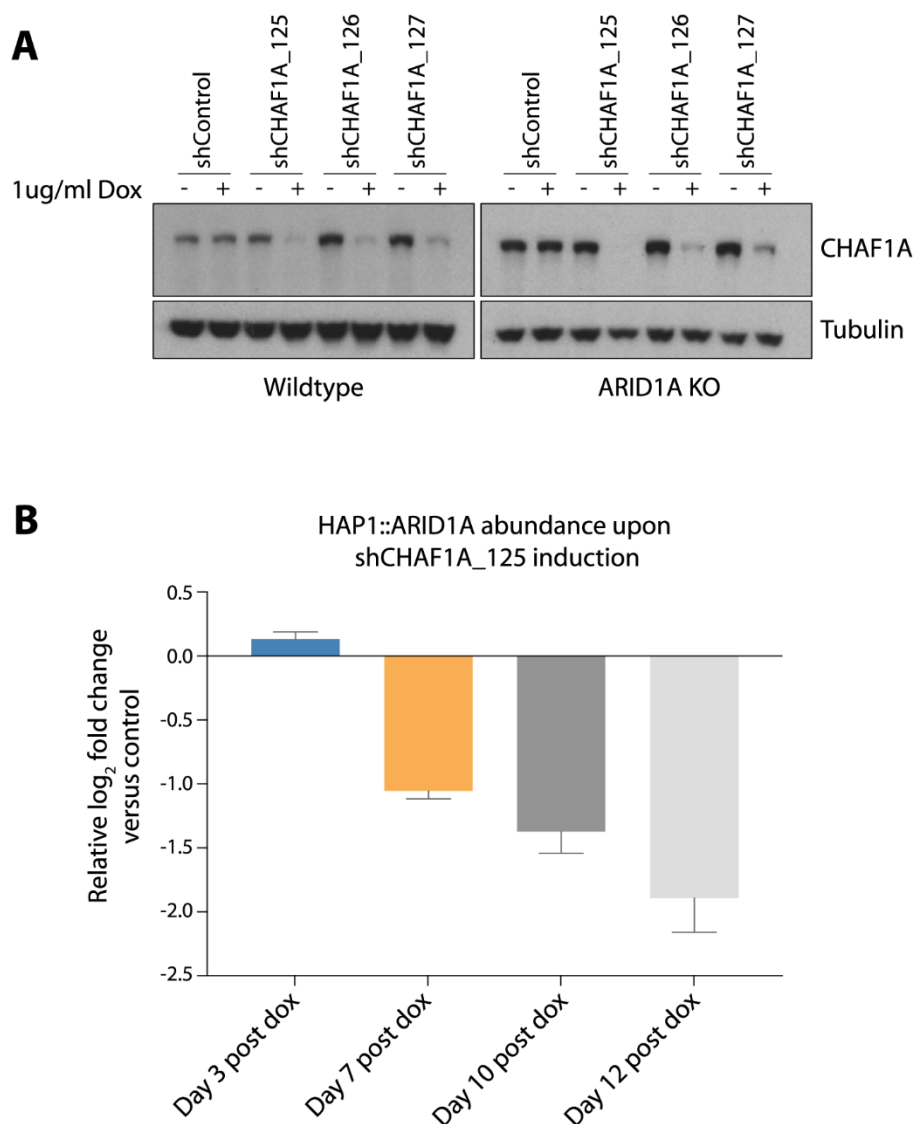 A
shControl
shCHAF1A_125
shCHAF1A_126
shCHAF1A_127
shControl
shCHAF1A_125
shCHAF1A_126
shCHAF1A_127
1ug/ml Dox - + - + - + - + - + - + - + - +
CHAF1A
Tubulin
Wildtype ARID1A KO
B
HAP1::ARID1A abundance upon
shCHAF1A_125 induction
Relative log2 fold change
versus control
0.5
0.0
-0.5
-1.0
-1.5
-2.0
-2.5
Day 3 post dox
Day 7 post dox
Day 10 post dox
Day 12 post dox